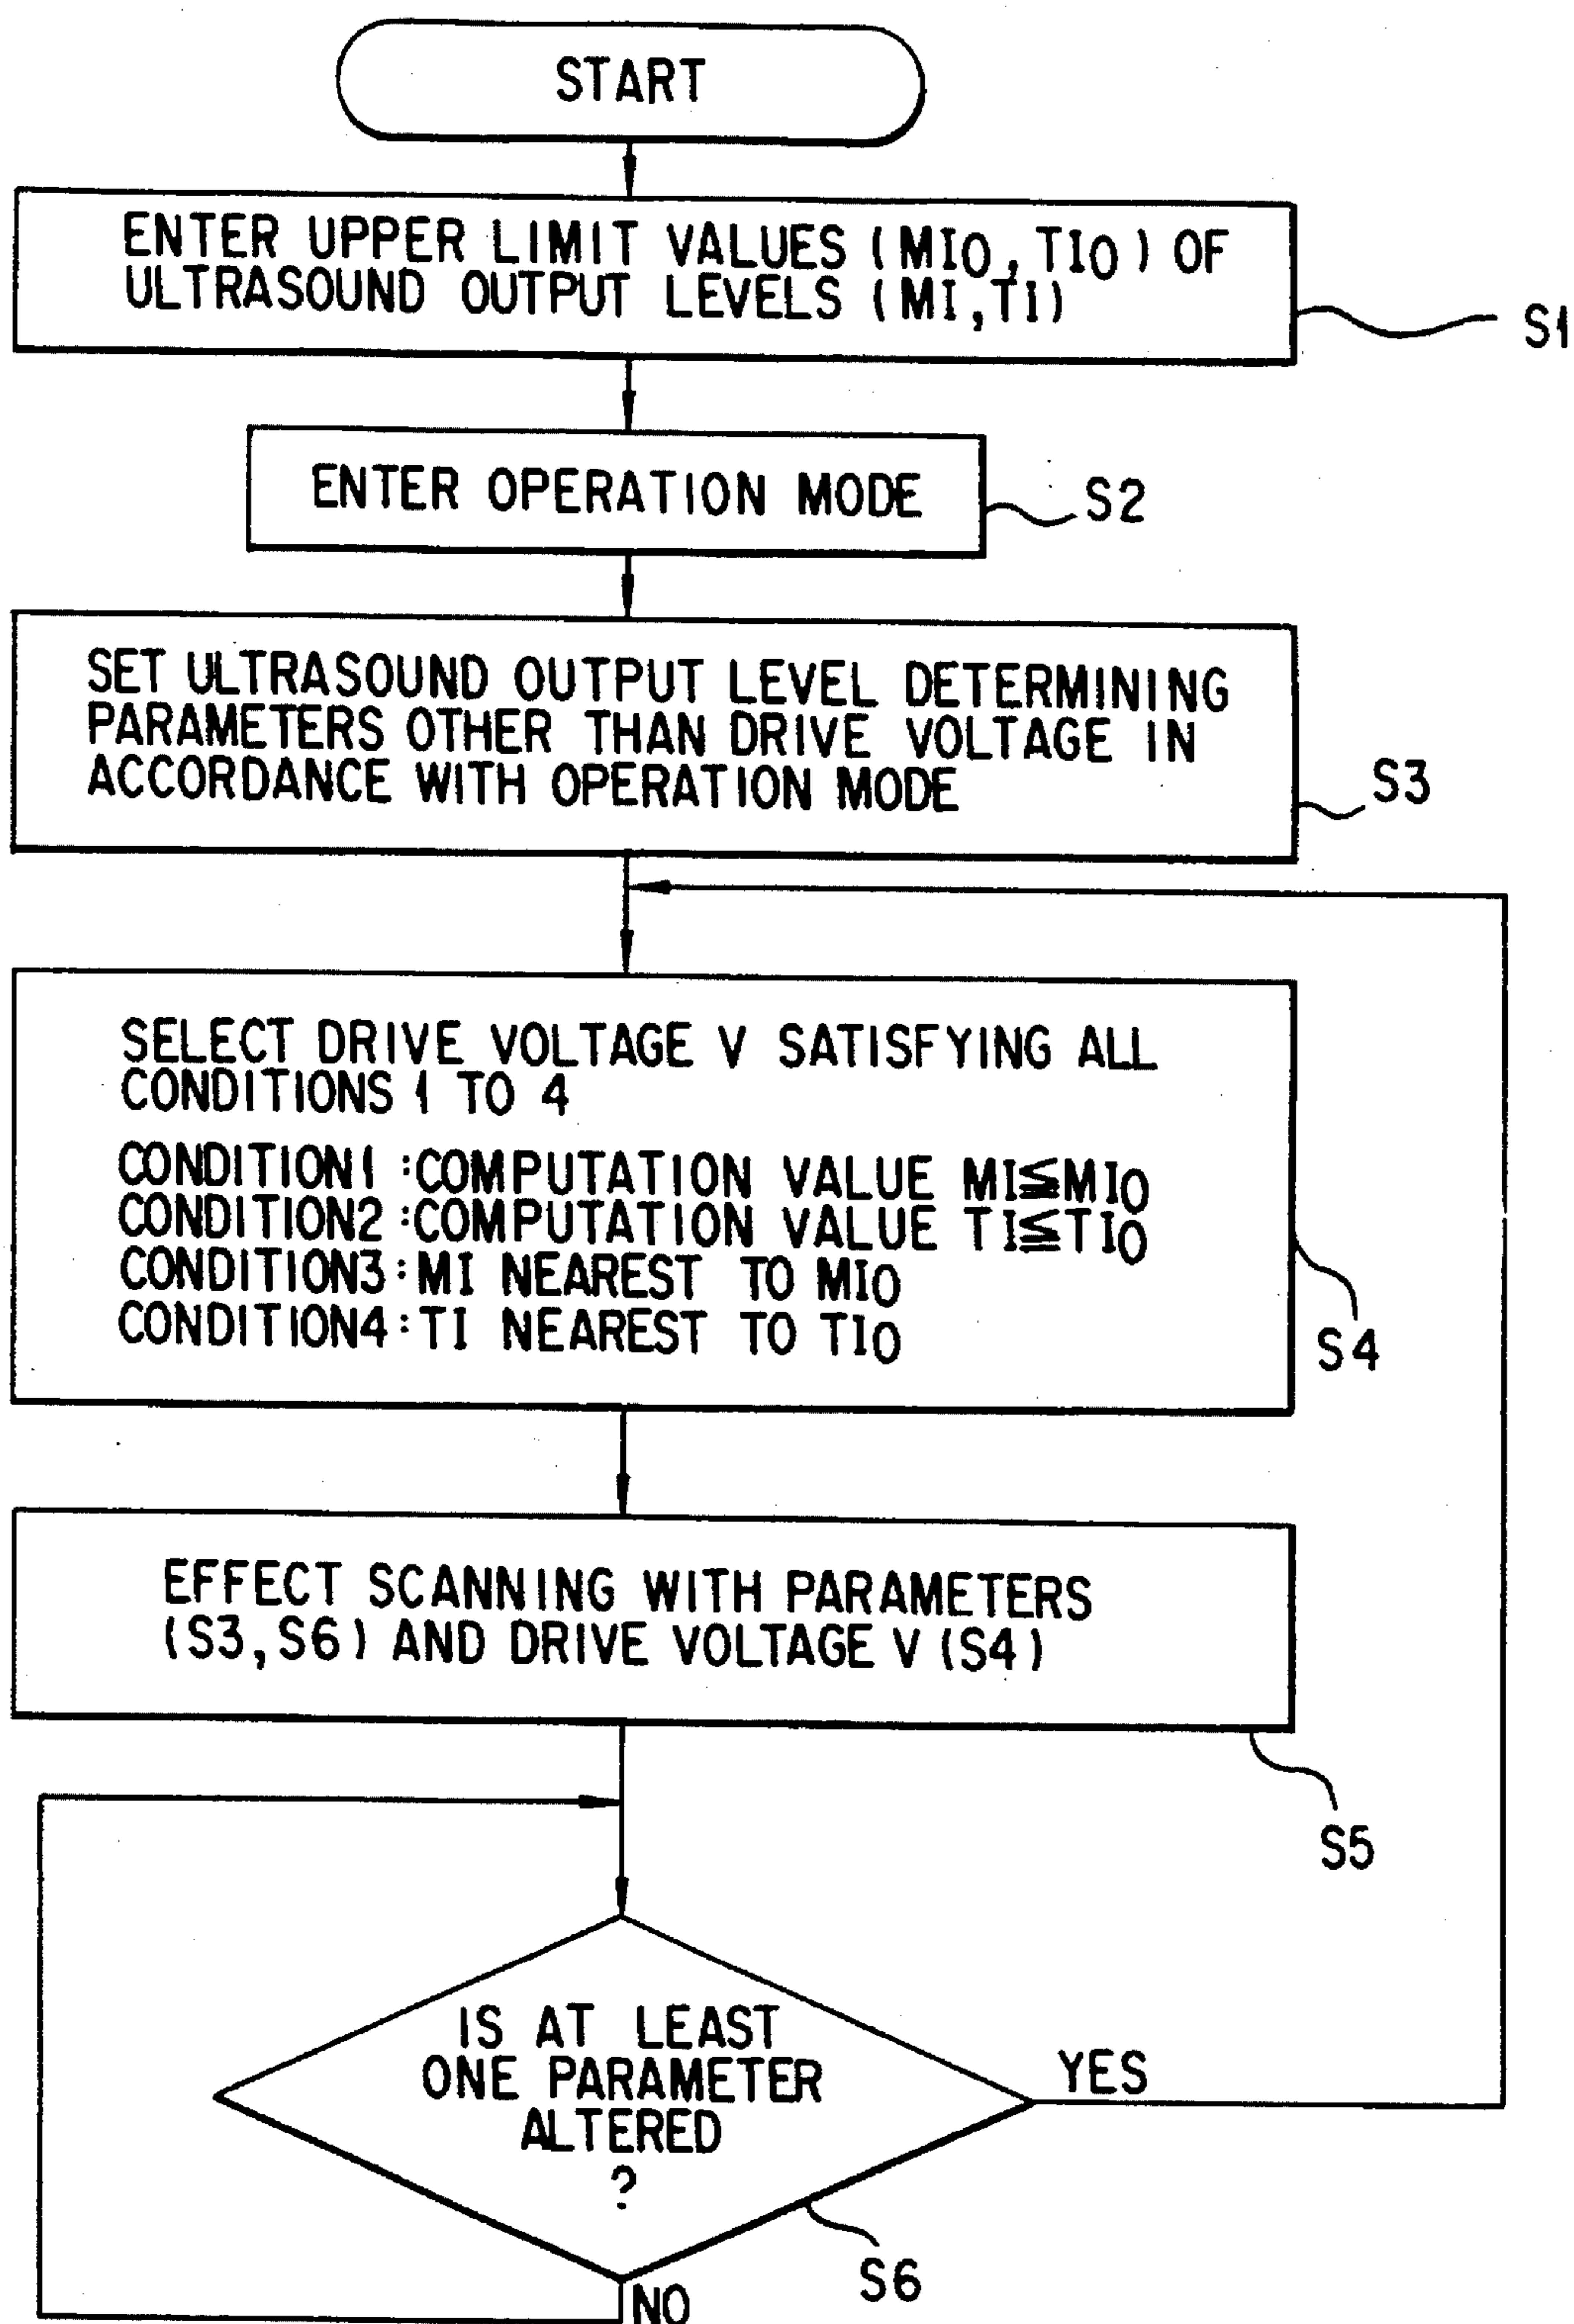 START
ENTER UPPER LIMIT VALUES (MI0, TI0) OF
ULTRASOUND OUTPUT LEVELS (MI, TI)
S1
ENTER OPERATION MODE
S2
SET ULTRASOUND OUTPUT LEVEL DETERMINING
PARAMETERS OTHER THAN DRIVE VOLTAGE IN
ACCORDANCE WITH OPERATION MODE
S3
SELECT DRIVE VOLTAGE V SATISFYING ALL
CONDITIONS 1 TO 4
CONDITION1 :COMPUTATION VALUE MI≦MI0
CONDITION2 :COMPUTATION VALUE TI≦TI0
CONDITION3 :MI NEAREST TO MI0
CONDITION4 :TI NEAREST TO TI0
S4
EFFECT SCANNING WITH PARAMETERS
(S3, S6) AND DRIVE VOLTAGE V (S4)
S5
IS AT LEAST
ONE PARAMETER
ALTERED
?
YES
S6
NO